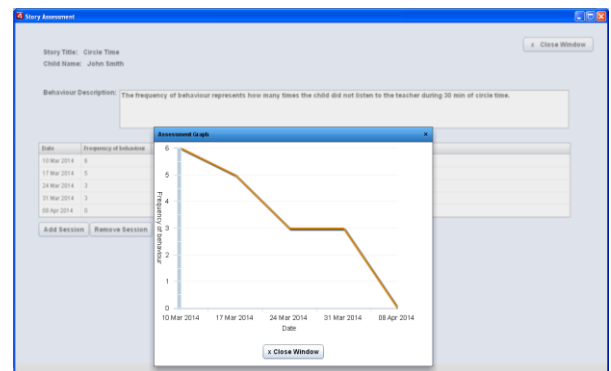 Story Assessment
x Close Window
Story Title: Circle Time
Child Name: John Smith
Behaviour Description:
The frequency of behaviour represents how many times the child did not listen to the teacher during 30 min of circle time.
Date Frequency of behaviour
10 Mar 2014 6
17 Mar 2014 5
24 Mar 2014 3
31 Mar 2014 3
08 Apr 2014 0
Add Session Remove Session
Assessment Graph x
6
5
4
3
2
1
0
Frequency of behaviour
10 Mar 2014 17 Mar 2014 24 Mar 2014 31 Mar 2014 08 Apr 2014
Date
x Close Window